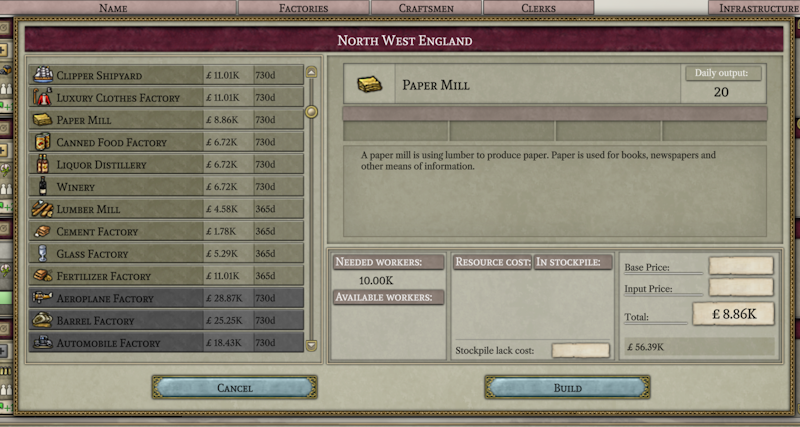 Name Factories Craftsmen Clerks Infrastructure
North West England
Clipper Shipyard £ 11.01K 730d
Luxury Clothes Factory £ 11.01K 730d
Paper Mill £ 8.86K 730d
Canned Food Factory £ 6.72K 730d
Liquor Distillery £ 6.72K 730d
Winery £ 6.72K 730d
Lumber Mill £ 4.58K 365d
Cement Factory £ 1.78K 365d
Glass Factory £ 5.29K 365d
Fertilizer Factory £ 11.01K 365d
Aeroplane Factory £ 28.87K 730d
Barrel Factory £ 25.25K 730d
Automobile Factory £ 18.43K 730d
Paper Mill
Daily output:
20
A paper mill is using lumber to produce paper. Paper is used for books, newspapers and
other means of information.
Needed workers:
10.00K
Available workers:
Resource cost: In stockpile:
Stockpile lack cost:
Base Price:
Input Price:
Total: £ 8.86K
£ 56.39K
Cancel
Build